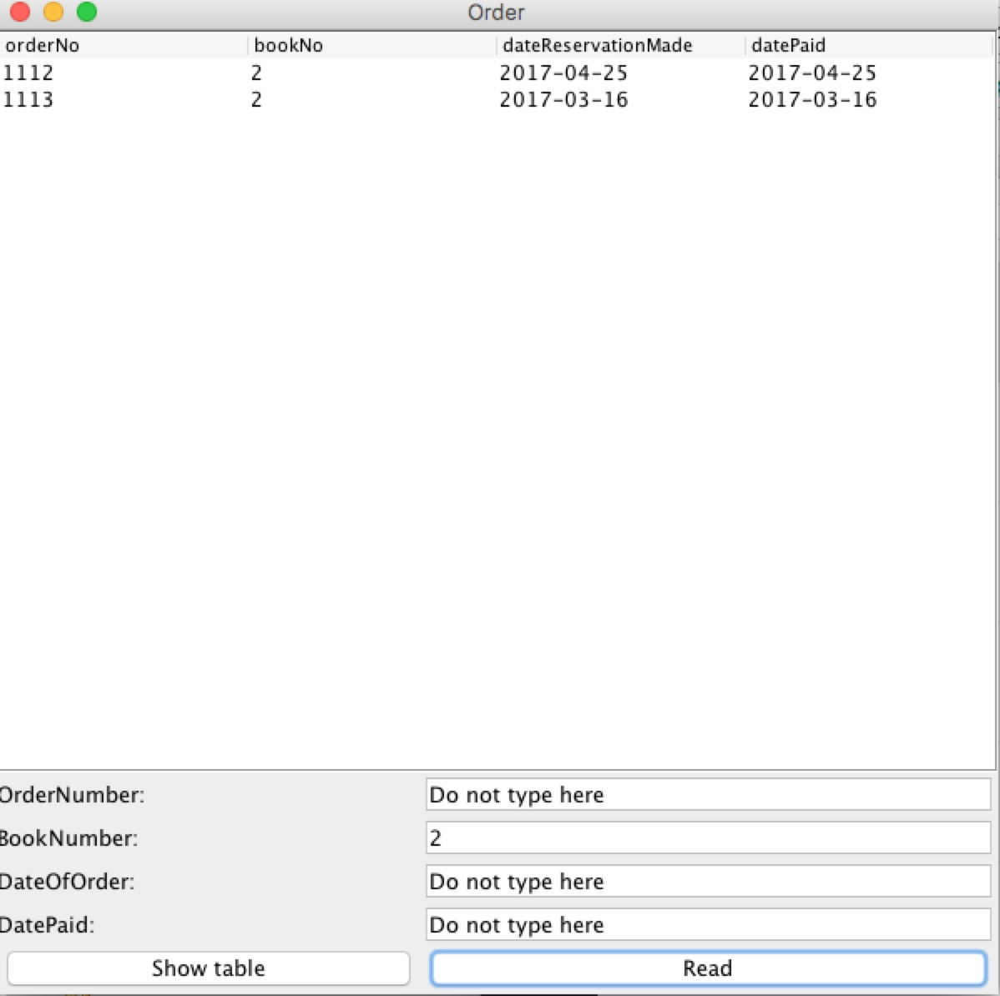 Order
orderNo bookNo dateReservationMade datePaid
1112 2 2017-04-25 2017-04-25
1113 2 2017-03-16 2017-03-16
OrderNumber: Do not type here
BookNumber: 2
DateOfOrder: Do not type here
DatePaid: Do not type here
Show table Read